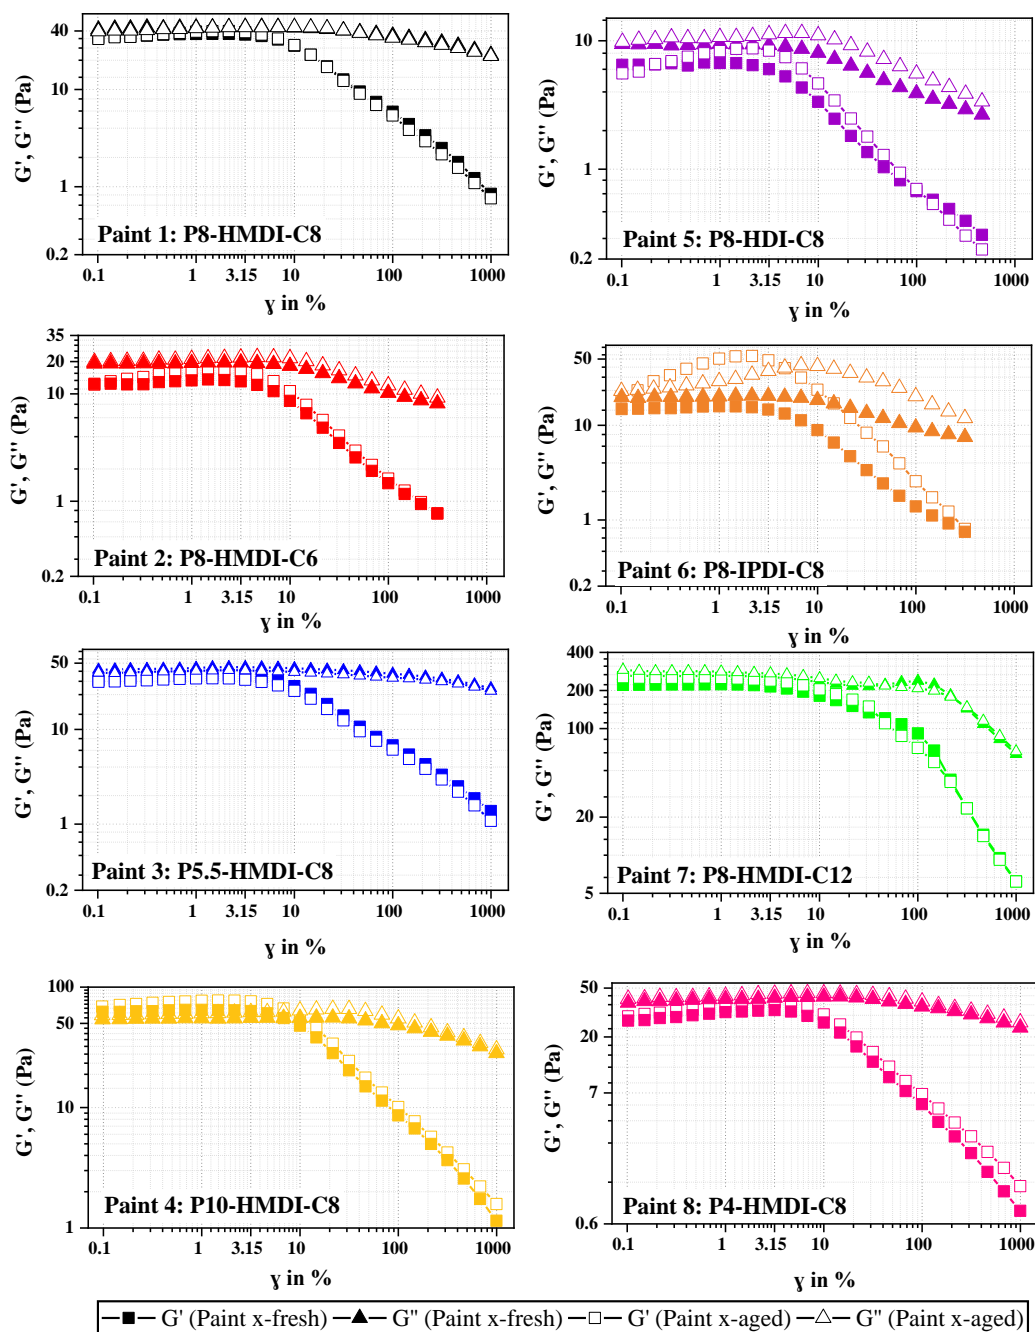 G', G'' (Pa)
40
10
1
0.2
Paint 1: P8-HMDI-C8
0.1 1 3.15 10 100 1000
ɣ in %
G', G'' (Pa)
10
1
0.2
Paint 5: P8-HDI-C8
0.1 1 3.15 10 100 1000
ɣ in %
G', G'' (Pa)
35
20
10
1
0.2
Paint 2: P8-HMDI-C6
0.1 1 3.15 10 100 1000
ɣ in %
G', G'' (Pa)
50
10
1
0.2
Paint 6: P8-IPDI-C8
0.1 1 3.15 10 100 1000
ɣ in %
G', G'' (Pa)
50
10
1
0.2
Paint 3: P5.5-HMDI-C8
0.1 1 3.15 10 100 1000
ɣ in %
G', G'' (Pa)
400
200
100
20
5
Paint 7: P8-HMDI-C12
0.1 1 3.15 10 100 1000
ɣ in %
G', G'' (Pa)
100
50
10
1
Paint 4: P10-HMDI-C8
0.1 1 3.15 10 100 1000
ɣ in %
G', G'' (Pa)
50
20
7
0.6
Paint 8: P4-HMDI-C8
0.1 1 3.15 10 100 1000
ɣ in %
G' (Paint x-fresh) G'' (Paint x-fresh) G' (Paint x-aged) G'' (Paint x-aged)